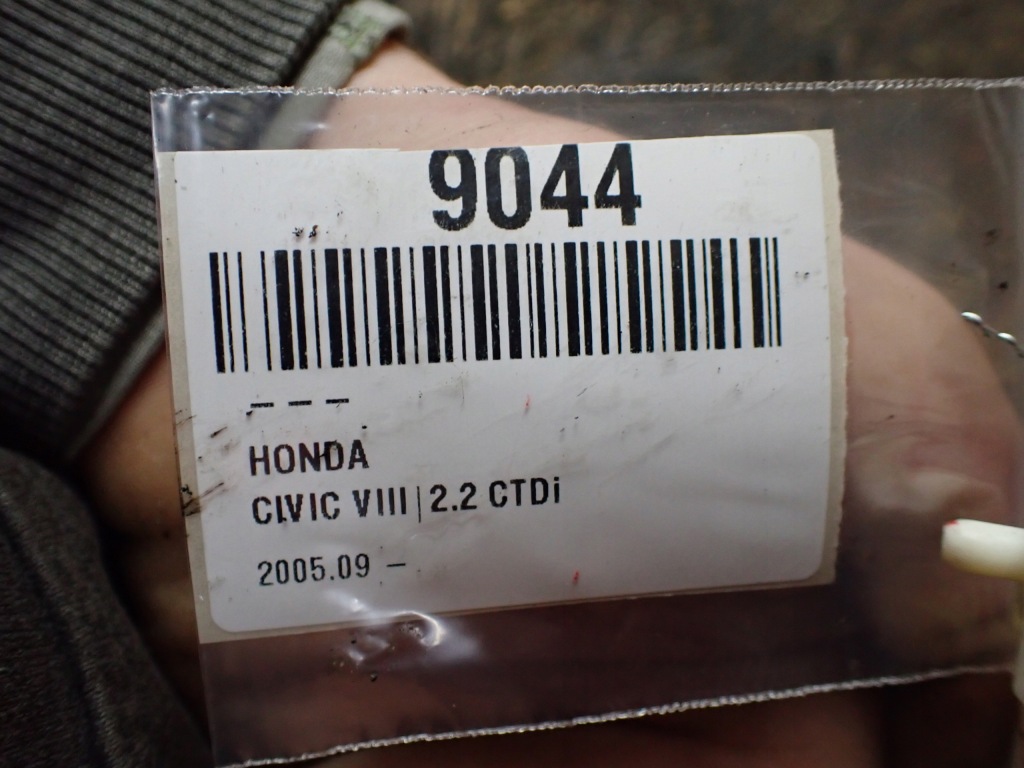 9044
---
HONDA
CIVIC VIII|2.2 CTDi
2005.09 –